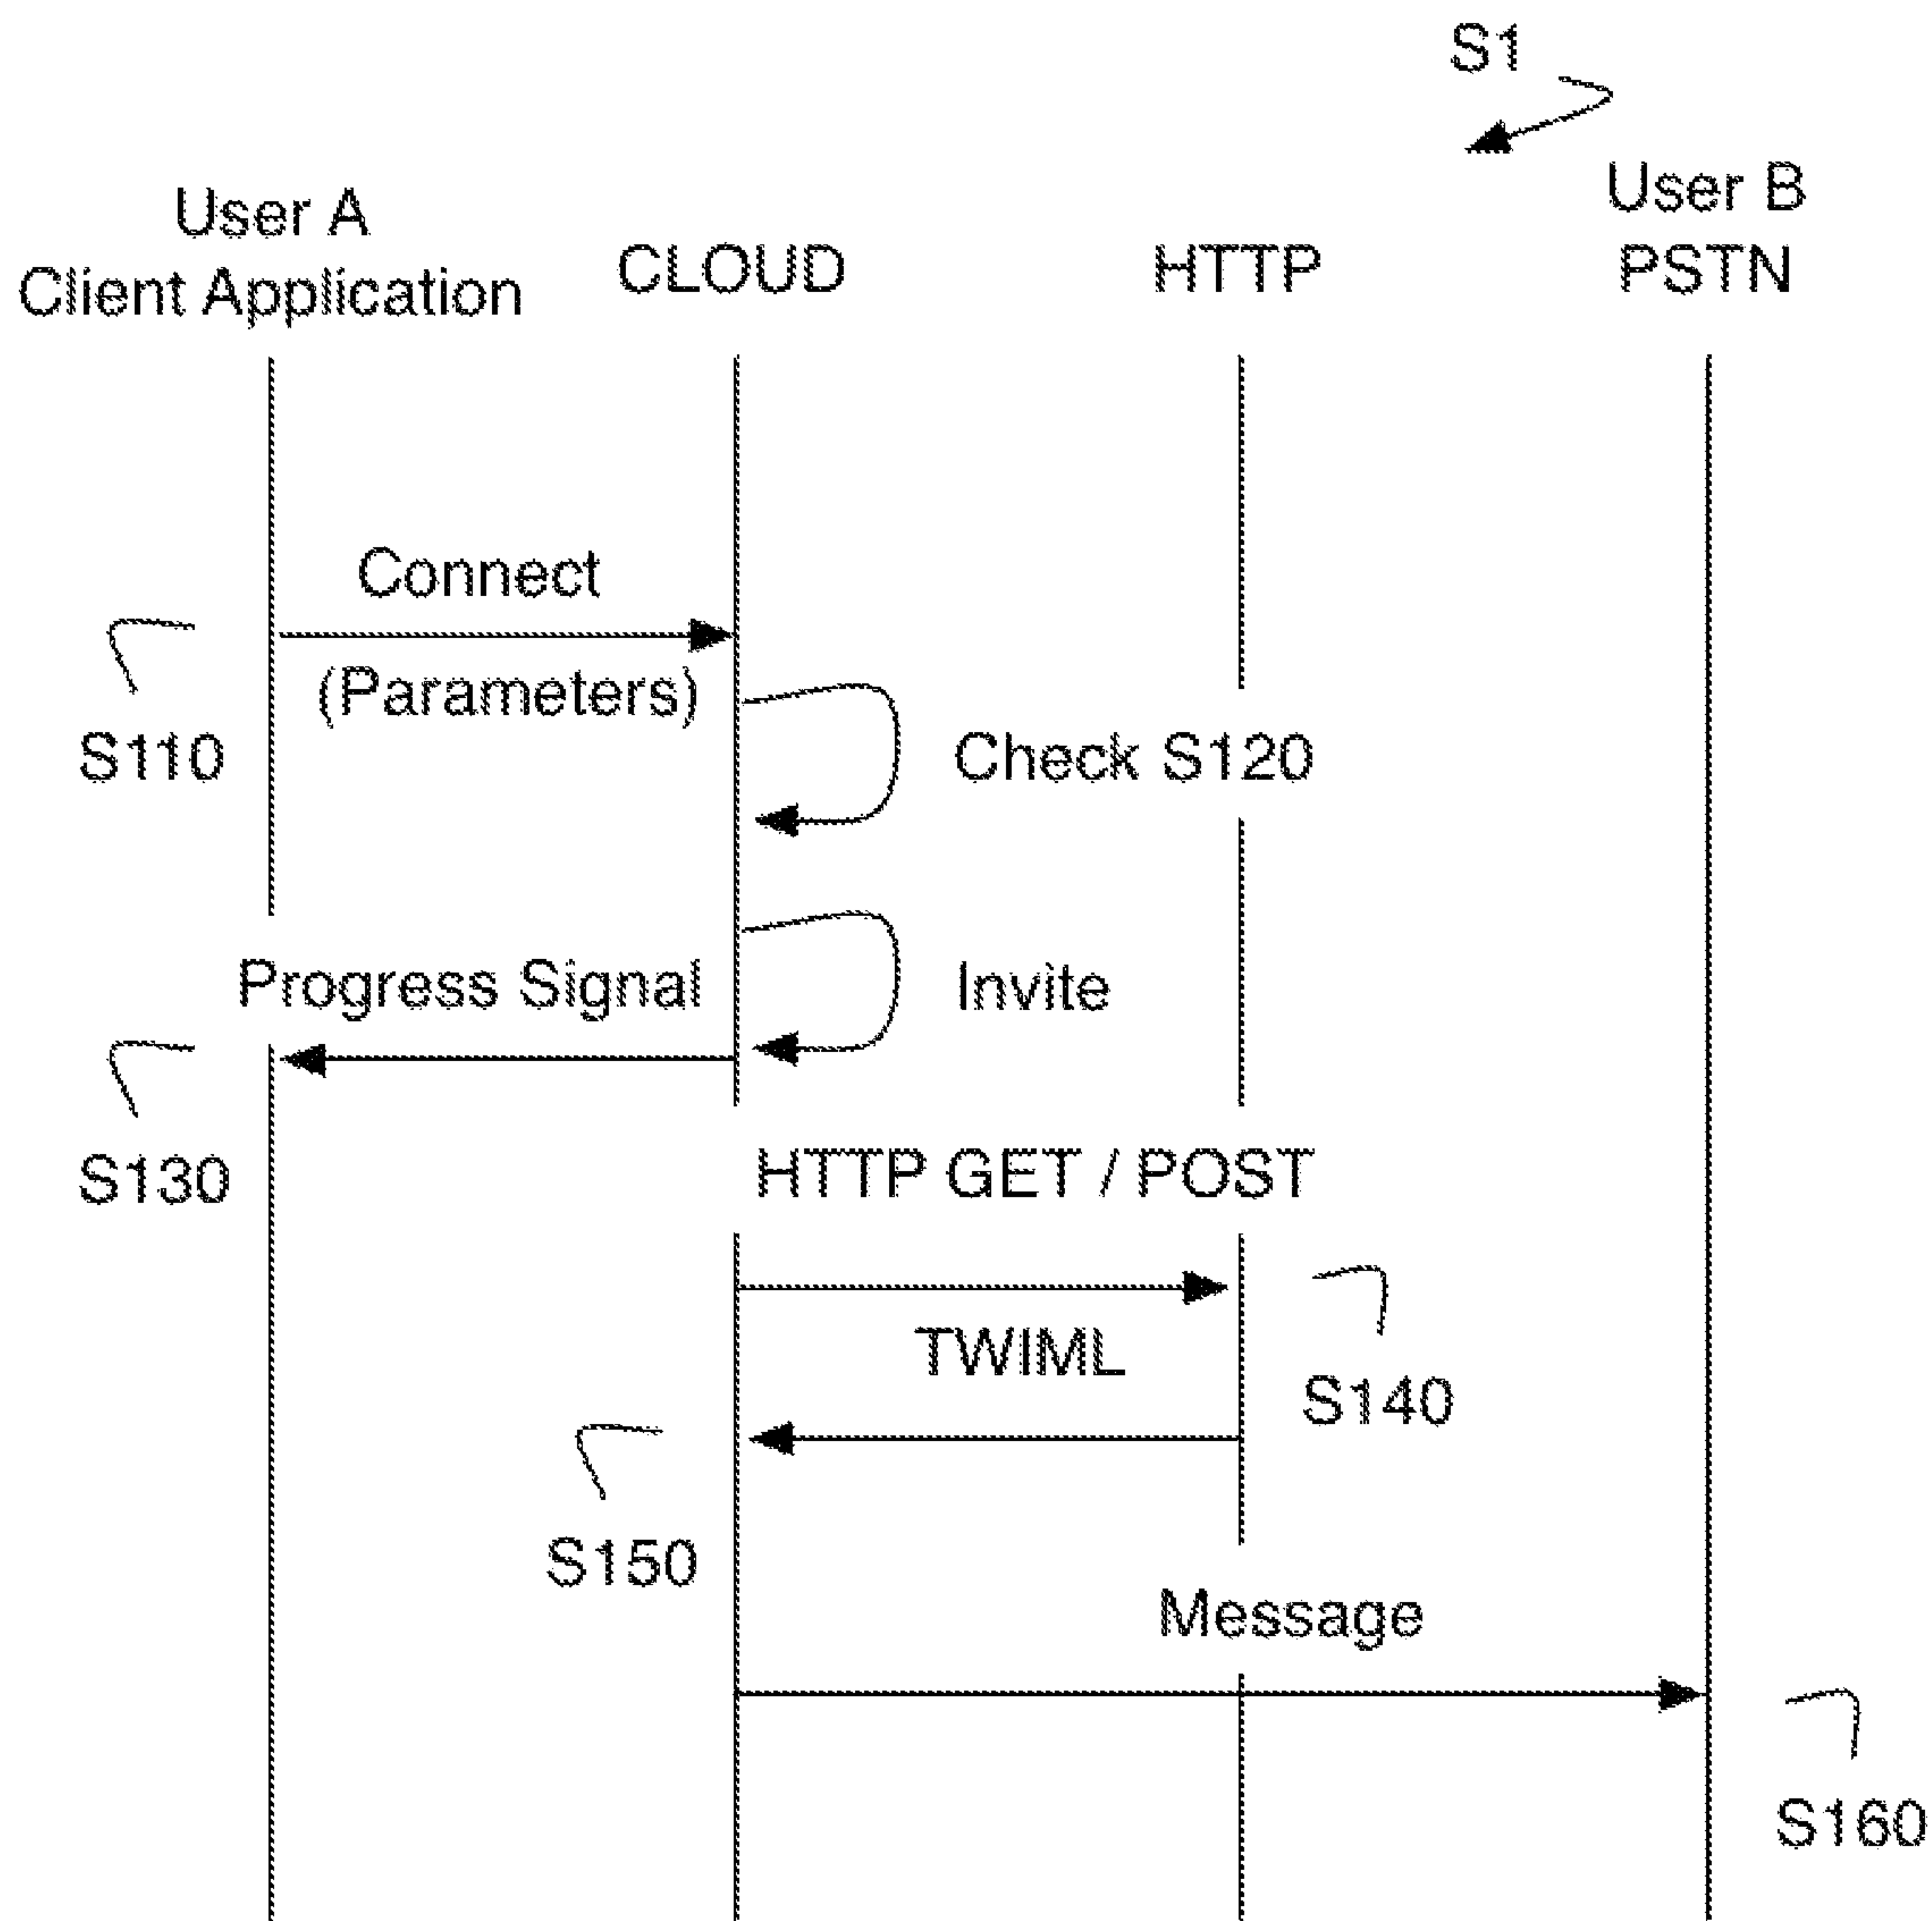 S1
User A
Client Application
CLOUD
HTTP
User B
PSTN
Connect
(Parameters)
S110
Check S120
Progress Signal
Invite
S130
HTTP GET / POST
TWIML
S140
S150
Message
S160